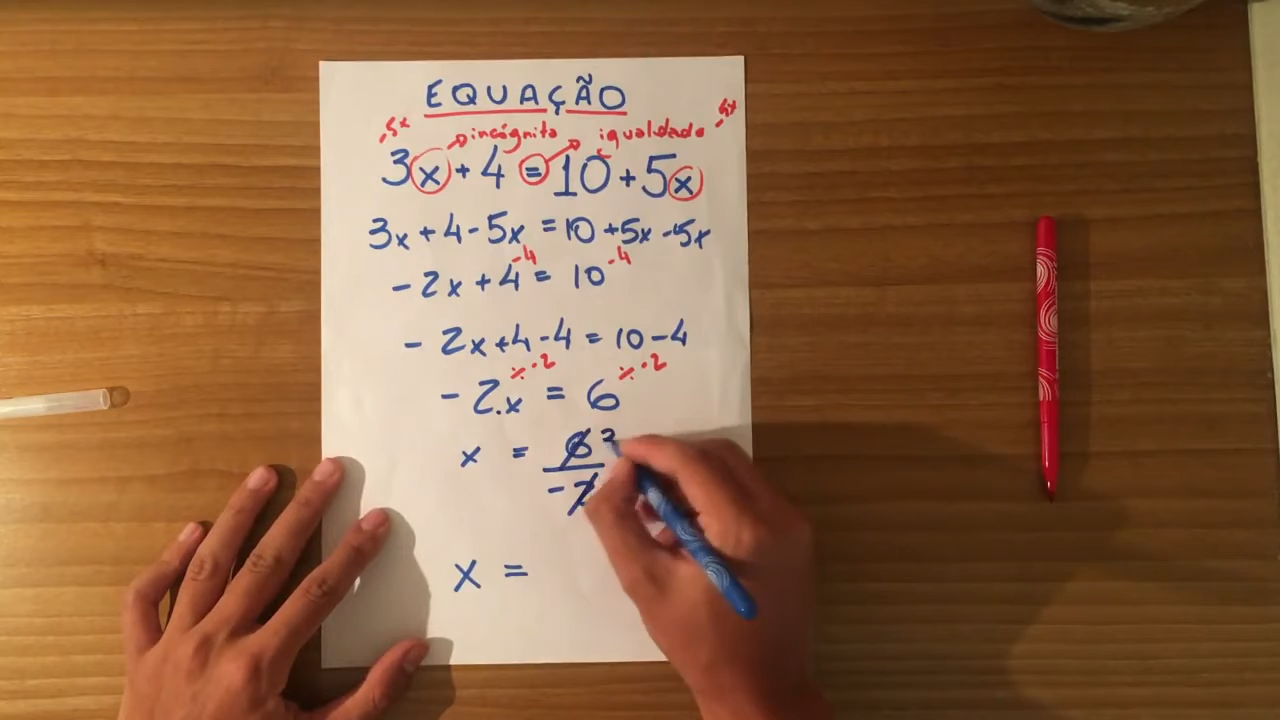 EQUAÇÃO
-5x incógnita igualdade -5x
3x + 4 = 10 + 5x
3x + 4 - 5x = 10 + 5x - 5x
-4 -4
- 2x + 4 = 10
- 2x + 4 - 4 = 10 - 4
-2 -2
- 2.x = 6
x = 6
-2
x =